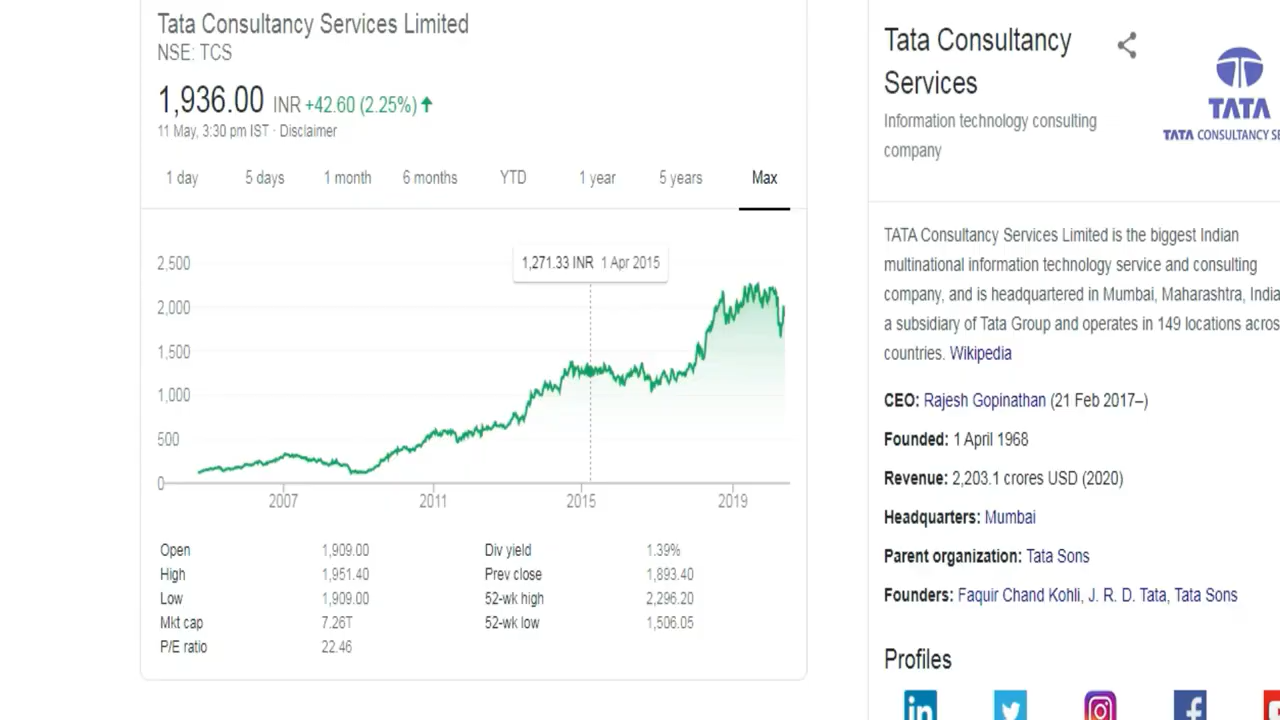 Tata Consultancy Services Limited
NSE: TCS
1,936.00 INR +42.60 (2.25%)
11 May, 3:30 pm IST · Disclaimer
1 day 5 days 1 month 6 months YTD 1 year 5 years Max
1,271.33 INR 1 Apr 2015
2,500
2,000
1,500
1,000
500
0
2007 2011 2015 2019
Open 1,909.00 Div yield 1.39%
High 1,951.40 Prev close 1,893.40
Low 1,909.00 52-wk high 2,296.20
Mkt cap 7.26T 52-wk low 1,506.05
P/E ratio 22.46
Tata Consultancy
Services
Information technology consulting
company
TATA
TATA CONSULTANCY SE
TATA Consultancy Services Limited is the biggest Indian
multinational information technology service and consulting
company, and is headquartered in Mumbai, Maharashtra, India
a subsidiary of Tata Group and operates in 149 locations acros
countries. Wikipedia
CEO: Rajesh Gopinathan (21 Feb 2017–)
Founded: 1 April 1968
Revenue: 2,203.1 crores USD (2020)
Headquarters: Mumbai
Parent organization: Tata Sons
Founders: Faquir Chand Kohli, J. R. D. Tata, Tata Sons
Profiles
in